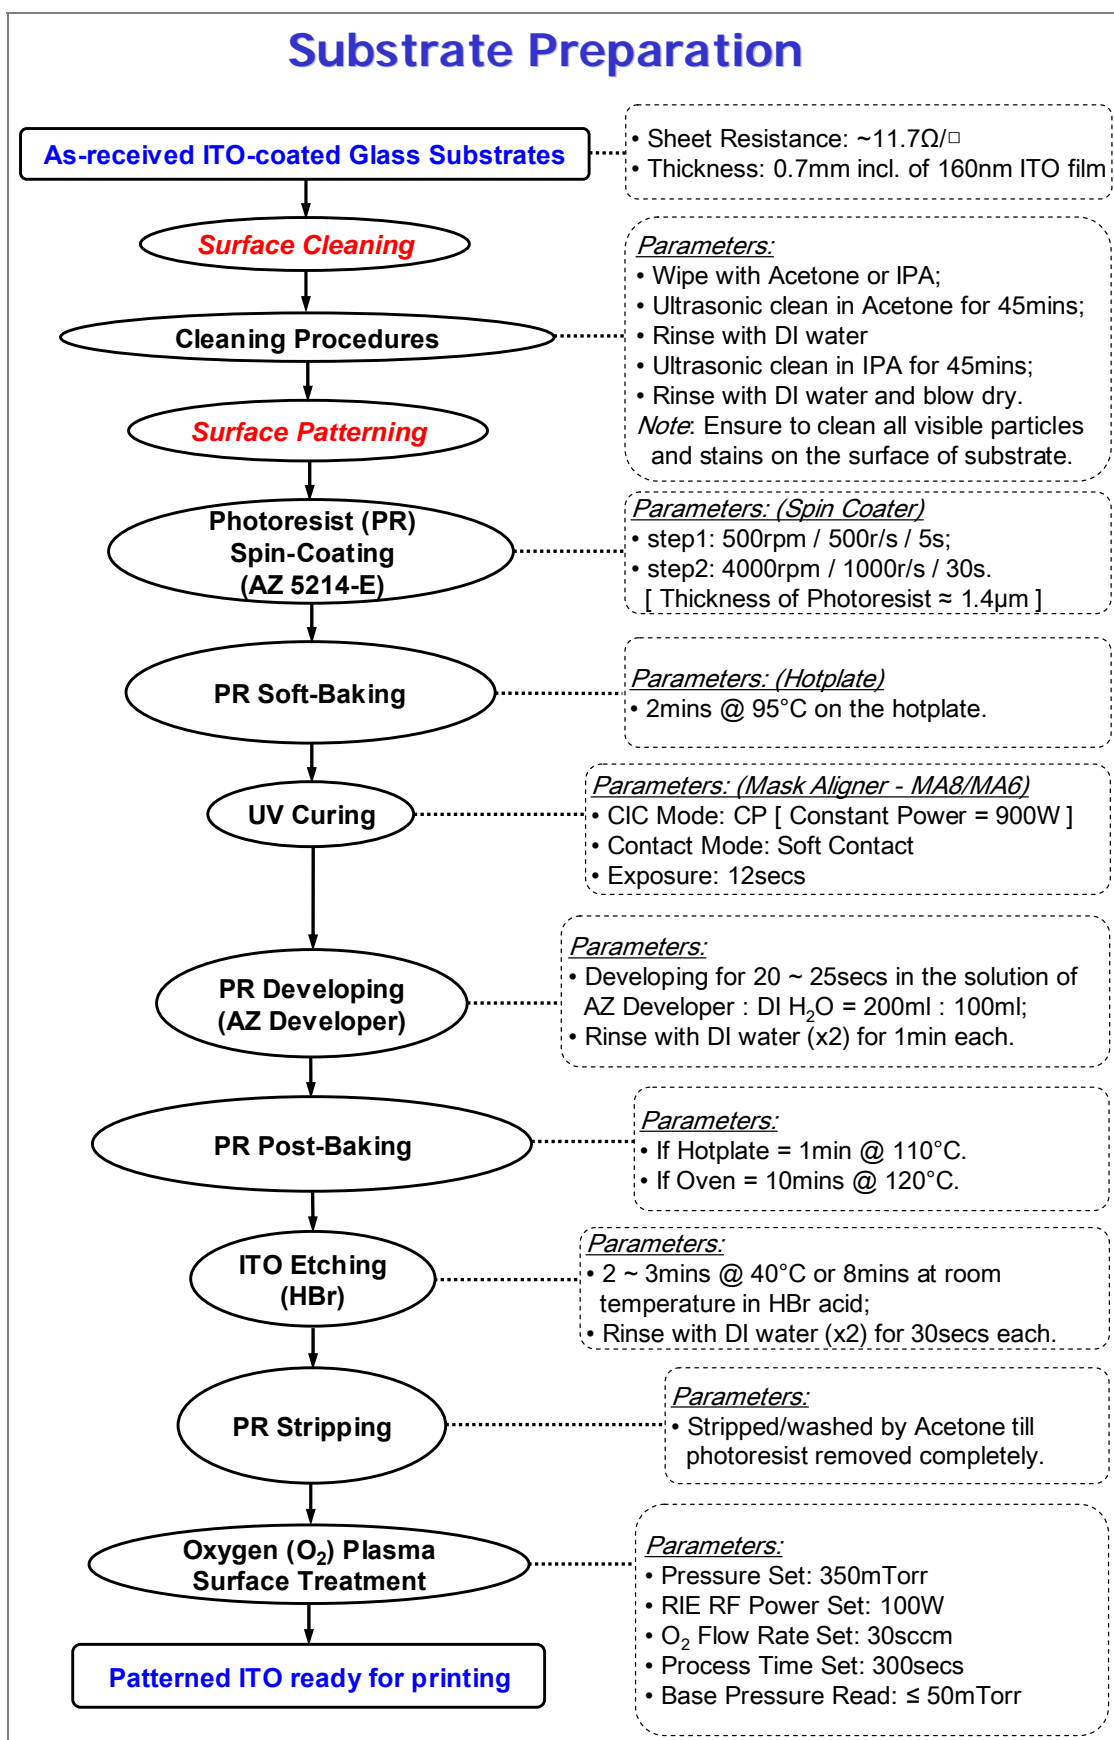 Substrate Preparation
As-received ITO-coated Glass Substrates
• Sheet Resistance: ~11.7Ω/□
• Thickness: 0.7mm incl. of 160nm ITO film
Surface Cleaning
Cleaning Procedures
Parameters:
• Wipe with Acetone or IPA;
• Ultrasonic clean in Acetone for 45mins;
• Rinse with DI water
• Ultrasonic clean in IPA for 45mins;
• Rinse with DI water and blow dry.
Note: Ensure to clean all visible particles
and stains on the surface of substrate.
Surface Patterning
Photoresist (PR)
Spin-Coating
(AZ 5214-E)
Parameters: (Spin Coater)
• step1: 500rpm / 500r/s / 5s;
• step2: 4000rpm / 1000r/s / 30s.
[ Thickness of Photoresist ≈ 1.4µm ]
PR Soft-Baking
Parameters: (Hotplate)
• 2mins @ 95°C on the hotplate.
UV Curing
Parameters: (Mask Aligner - MA8/MA6)
• CIC Mode: CP [ Constant Power = 900W ]
• Contact Mode: Soft Contact
• Exposure: 12secs
PR Developing
(AZ Developer)
Parameters:
• Developing for 20 ~ 25secs in the solution of
AZ Developer : DI H₂O = 200ml : 100ml;
• Rinse with DI water (x2) for 1min each.
PR Post-Baking
Parameters:
• If Hotplate = 1min @ 110°C.
• If Oven = 10mins @ 120°C.
ITO Etching
(HBr)
Parameters:
• 2 ~ 3mins @ 40°C or 8mins at room
temperature in HBr acid;
• Rinse with DI water (x2) for 30secs each.
PR Stripping
Parameters:
• Stripped/washed by Acetone till
photoresist removed completely.
Oxygen (O₂) Plasma
Surface Treatment
Parameters:
• Pressure Set: 350mTorr
• RIE RF Power Set: 100W
• O₂ Flow Rate Set: 30sccm
• Process Time Set: 300secs
• Base Pressure Read: ≤ 50mTorr
Patterned ITO ready for printing